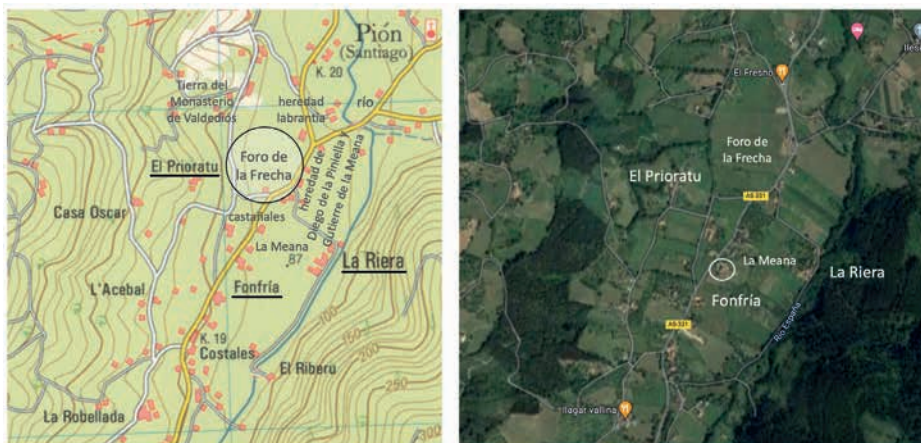 Pión
(Santiago)
K. 20
Tierra del
Monasterio
de Valdediós
heredad
labrantía
río
El Prioratu
Foro de
la Frecha
heredad de
Diego de la Piniella y
Gutierre de la Meana
Casa Oscar
castañales
La Meana
87
La Riera
L'Acebal
Fonfría
K. 19
Costales
El Riberu
La Robellada
100
150
200
250
300
El Fresno
Foro de
la Frecha
El Prioratu
AS-331
La Meana
La Riera
Fonfría
Río España
AS-331
llagar vallina